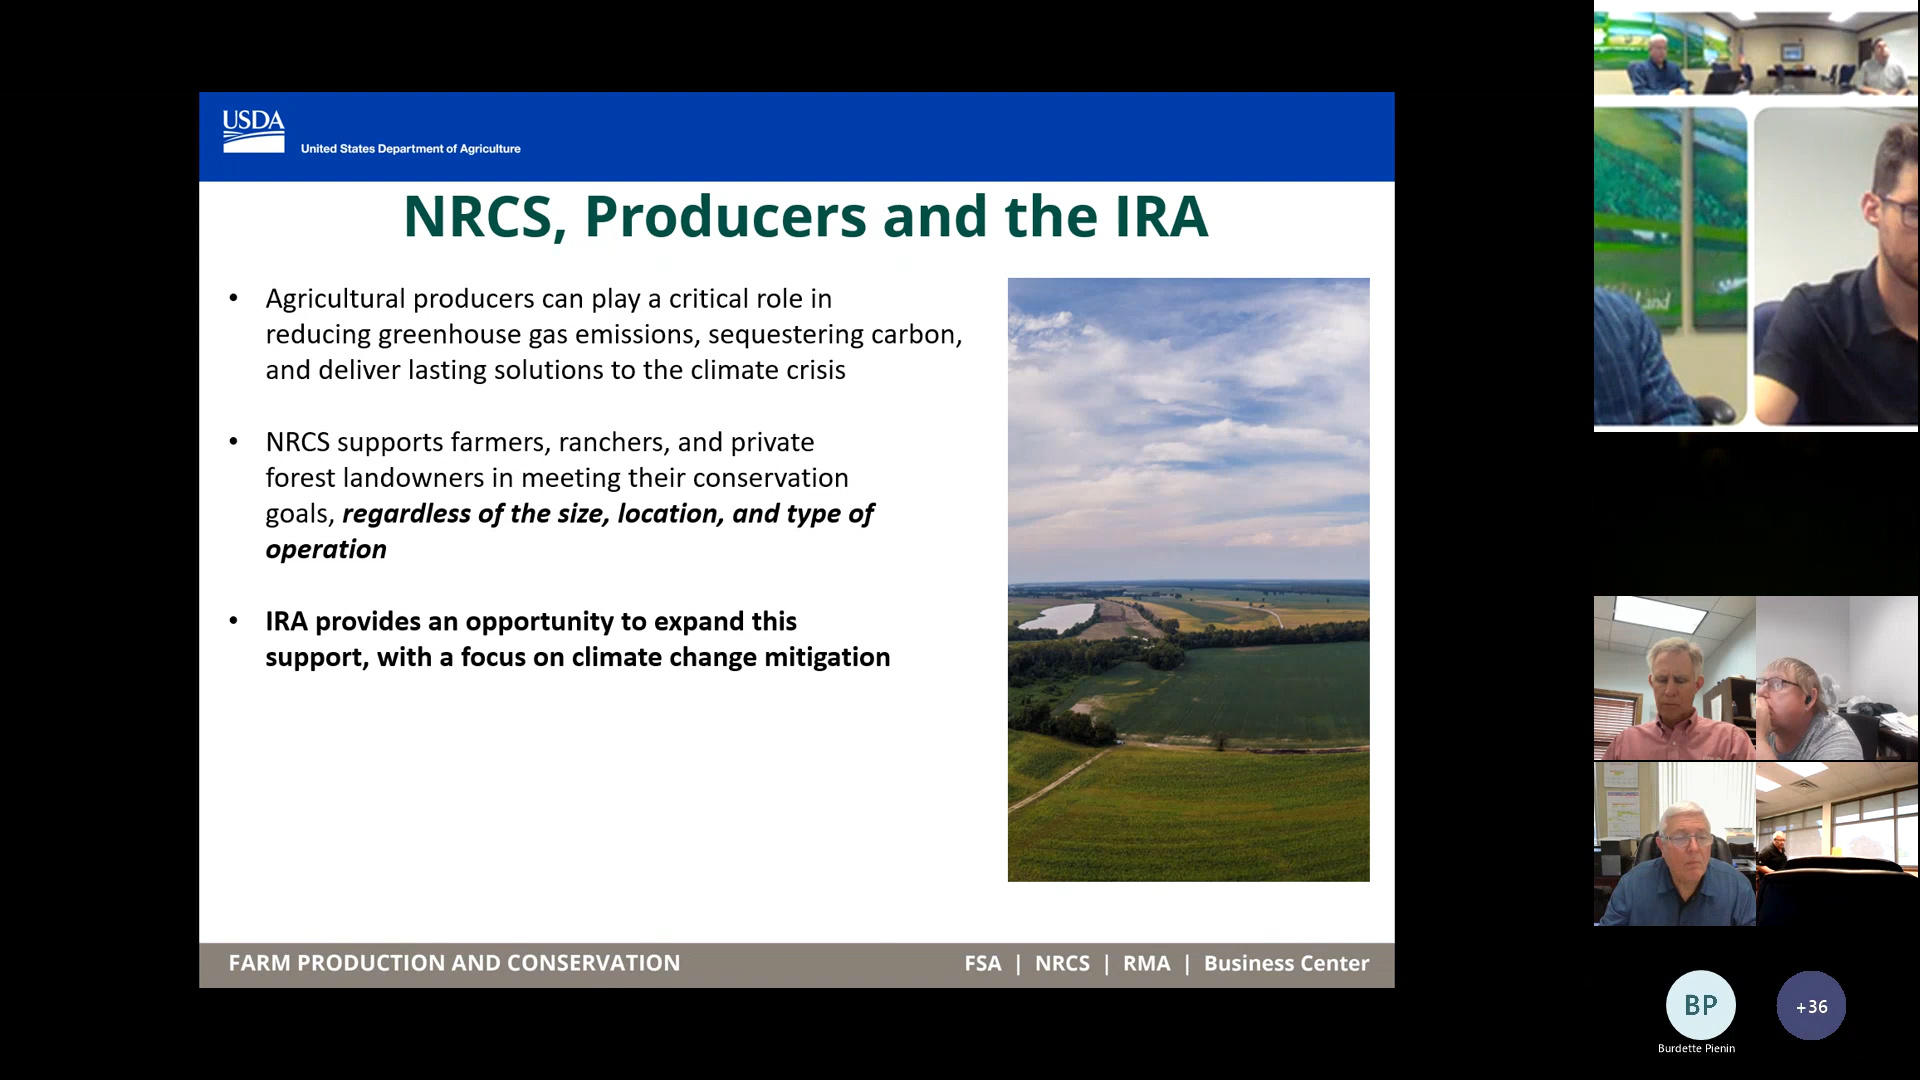 USDA
United States Department of Agriculture
NRCS, Producers and the IRA
• Agricultural producers can play a critical role in
reducing greenhouse gas emissions, sequestering carbon,
and deliver lasting solutions to the climate crisis
• NRCS supports farmers, ranchers, and private
forest landowners in meeting their conservation
goals, regardless of the size, location, and type of
operation
• IRA provides an opportunity to expand this
support, with a focus on climate change mitigation
FARM PRODUCTION AND CONSERVATION
FSA | NRCS | RMA | Business Center
BP
+36
Burdette Pienin